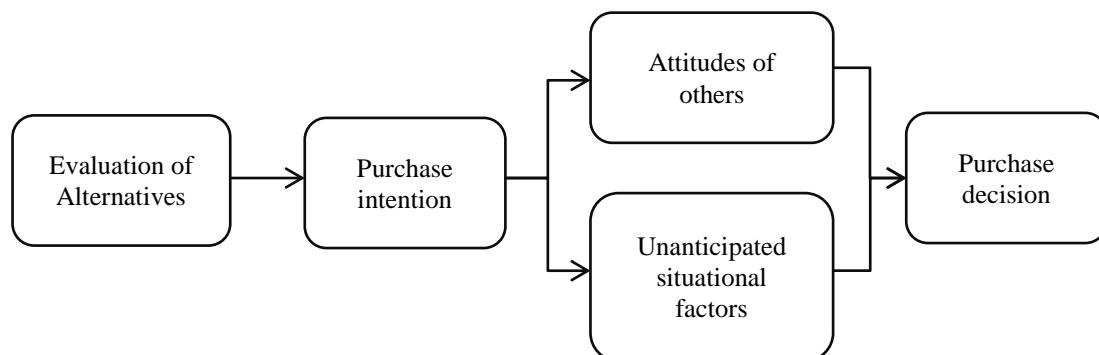 Evaluation of
Alternatives
Purchase
intention
Attitudes of
others
Unanticipated
situational
factors
Purchase
decision